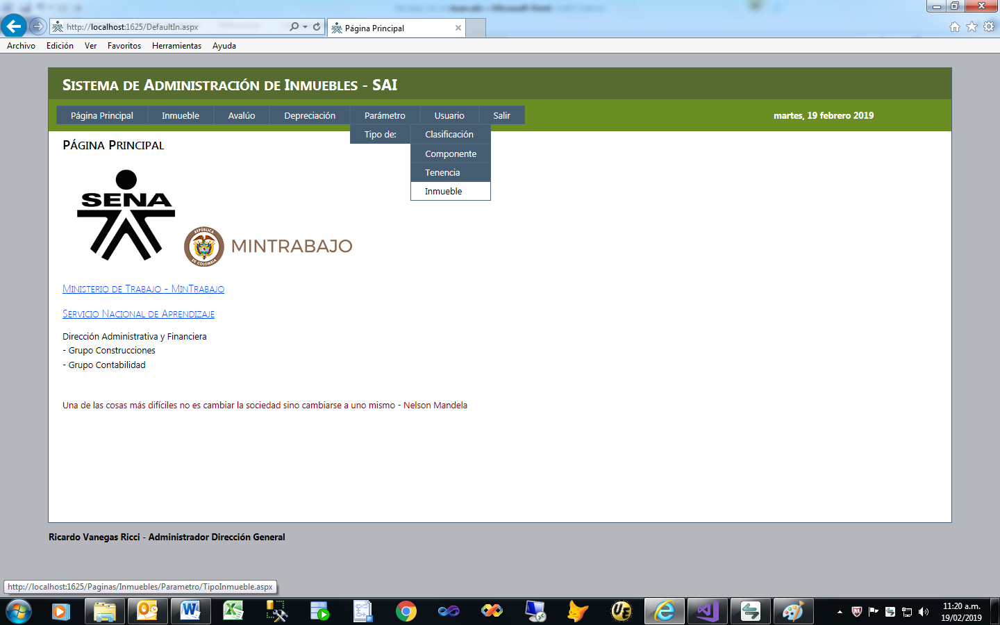 http://localhost:1625/DefaultIn.aspx
Página Principal
Archivo Edición Ver Favoritos Herramientas Ayuda
SISTEMA DE ADMINISTRACIÓN DE INMUEBLES - SAI
Página Principal Inmueble Avalúo Depreciación Parámetro Usuario Salir martes, 19 febrero 2019
Tipo de: Clasificación
Componente
Tenencia
Inmueble
PÁGINA PRINCIPAL
SENA
REPÚBLICA
DE COLOMBIA
MINTRABAJO
MINISTERIO DE TRABAJO - MINTRABAJO
SERVICIO NACIONAL DE APRENDIZAJE
Dirección Administrativa y Financiera
- Grupo Construcciones
- Grupo Contabilidad
Una de las cosas más difíciles no es cambiar la sociedad sino cambiarse a uno mismo - Nelson Mandela
Ricardo Vanegas Ricci - Administrador Dirección General
http://localhost:1625/Paginas/Inmuebles/Parametro/TipoInmueble.aspx
11:20 a.m.
19/02/2019